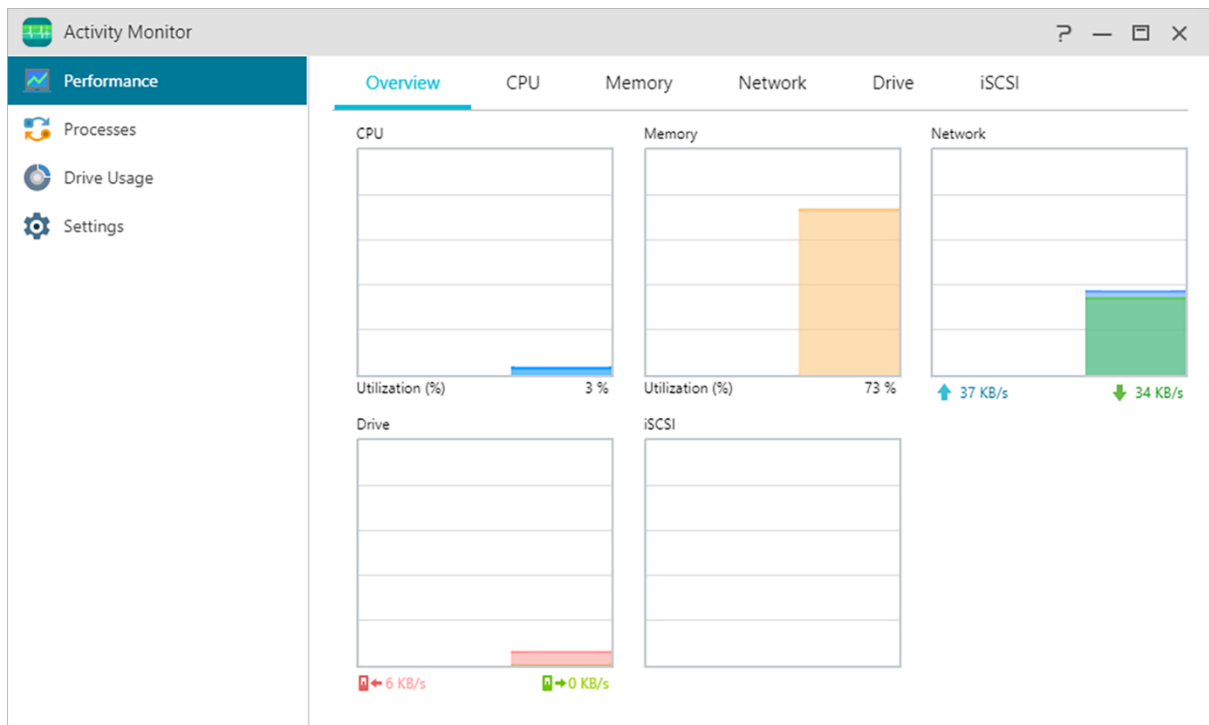 Activity Monitor
Performance
Processes
Drive Usage
Settings
Overview CPU Memory Network Drive iSCSI
CPU
Utilization (%) 3 %
Memory
Utilization (%) 73 %
Network
37 KB/s 34 KB/s
Drive
6 KB/s 0 KB/s
iSCSI